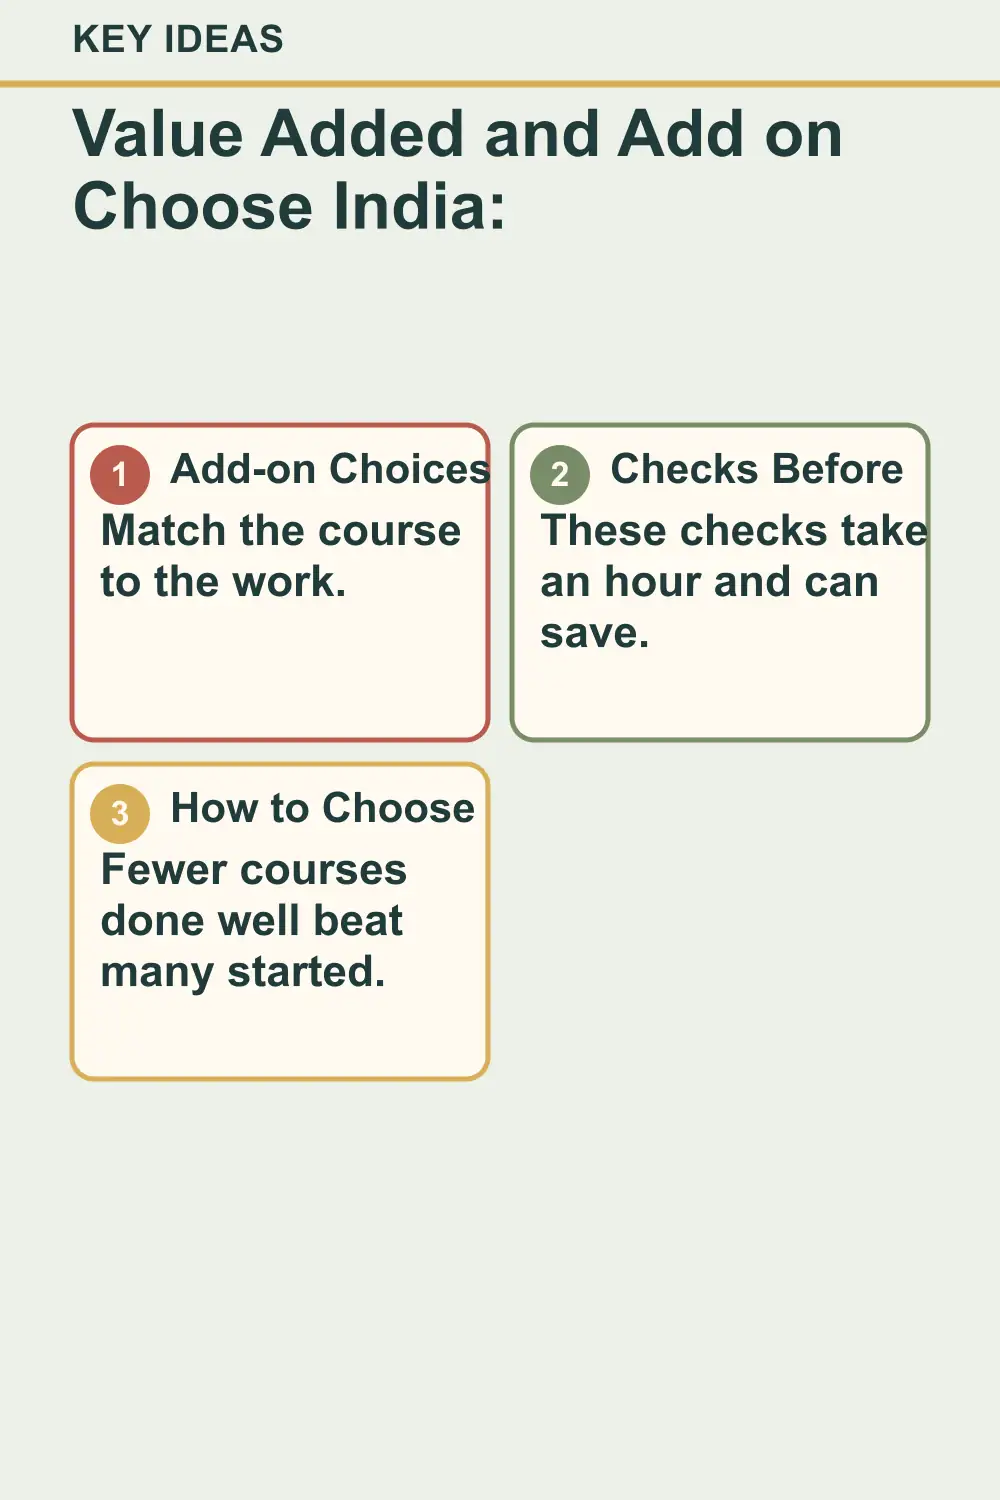 KEY IDEAS
Value Added and Add on
Choose India:
1 Add-on Choices
Match the course
to the work.
2 Checks Before
These checks take
an hour and can
save.
3 How to Choose
Fewer courses
done well beat
many started.